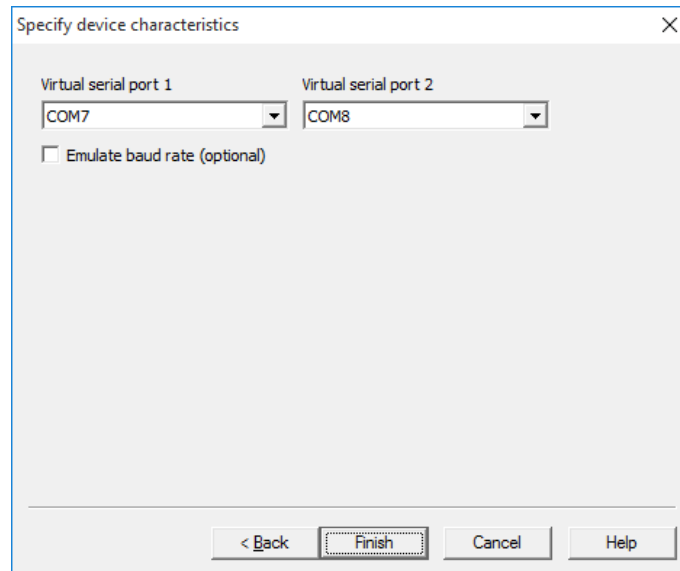 Specify device characteristics
Virtual serial port 1 Virtual serial port 2
COM7 COM8
Emulate baud rate (optional)
< Back Finish Cancel Help